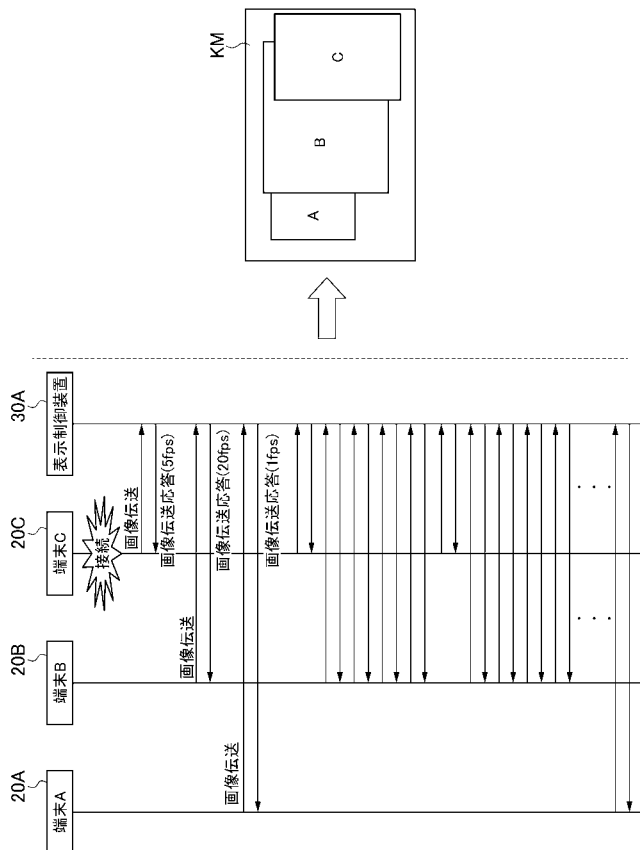 20A
端末A
20B
端末B
20C
端末C
30A
表示制御装置
接続
画像伝送
画像伝送応答(5fps)
画像伝送
画像伝送応答(20fps)
画像伝送
画像伝送応答(1fps)
・・・
・・・
KM
A
B
C